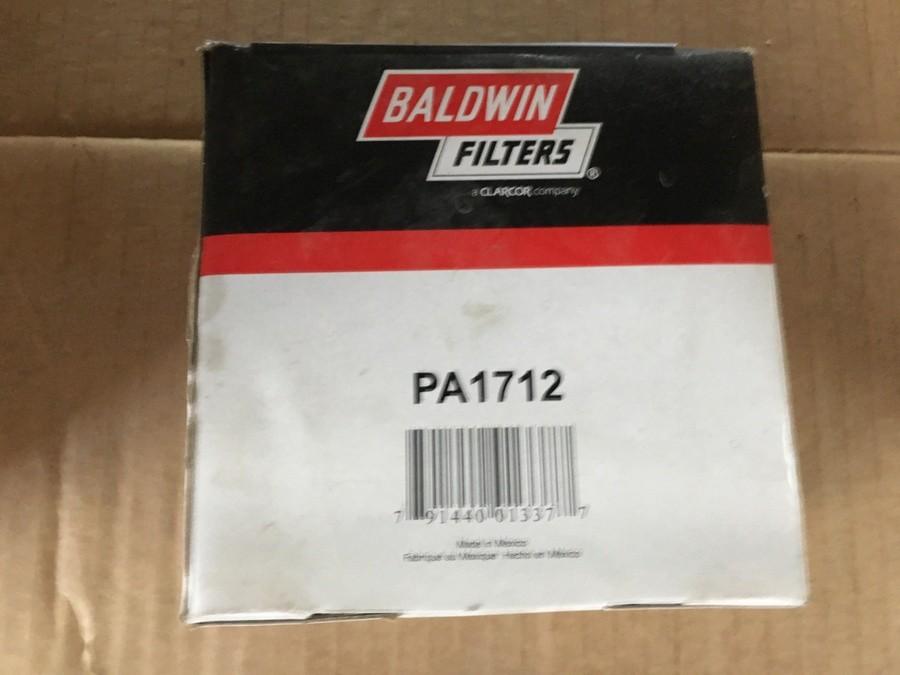 BALDWIN
FILTERS
®
a CLARCOR company
PA1712
7 91440 01337 7
Made in Mexico
Fabriqué au Mexique Hecho en México